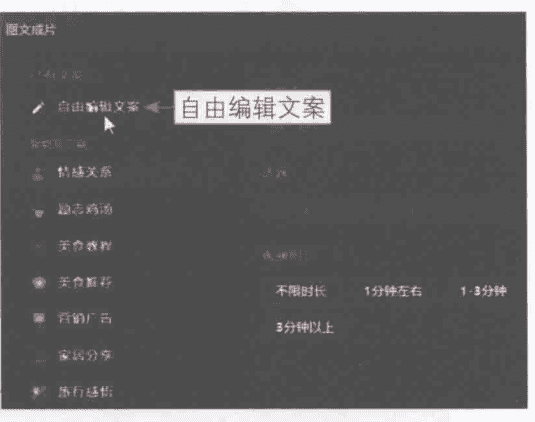 图文成片
自由编辑文案
自由编辑文案
情感关系
励志鸡汤
美食教程
美食推荐
营销广告
家居分享
旅行感悟
不限时长 1分钟左右 1-3分钟
3分钟以上